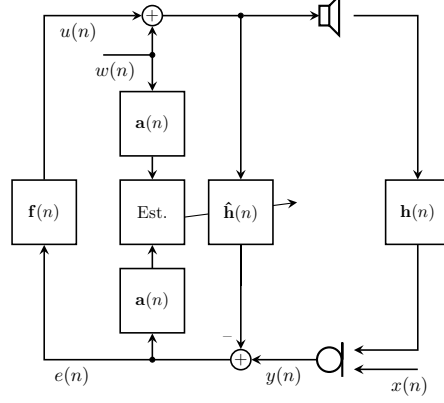 u(n)
+
w(n)
a(n)
f(n)
Est.
ĥ(n)
h(n)
a(n)
−
+
e(n)
y(n)
x(n)